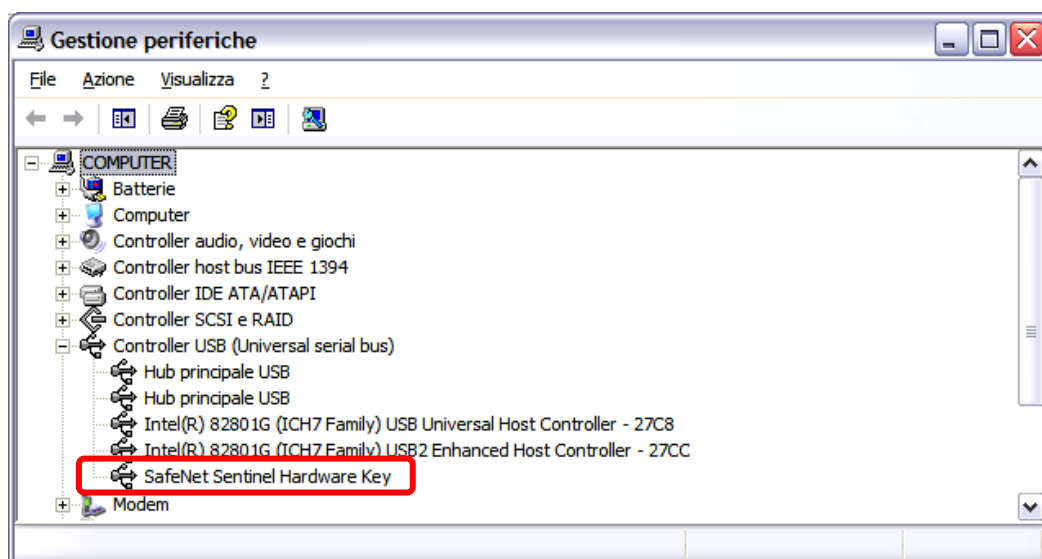 Gestione periferiche
File Azione Visualizza ?
COMPUTER
Batterie
Computer
Controller audio, video e giochi
Controller host bus IEEE 1394
Controller IDE ATA/ATAPI
Controller SCSI e RAID
Controller USB (Universal serial bus)
Hub principale USB
Hub principale USB
Intel(R) 82801G (ICH7 Family) USB Universal Host Controller - 27C8
Intel(R) 82801G (ICH7 Family) USB2 Enhanced Host Controller - 27CC
SafeNet Sentinel Hardware Key
Modem